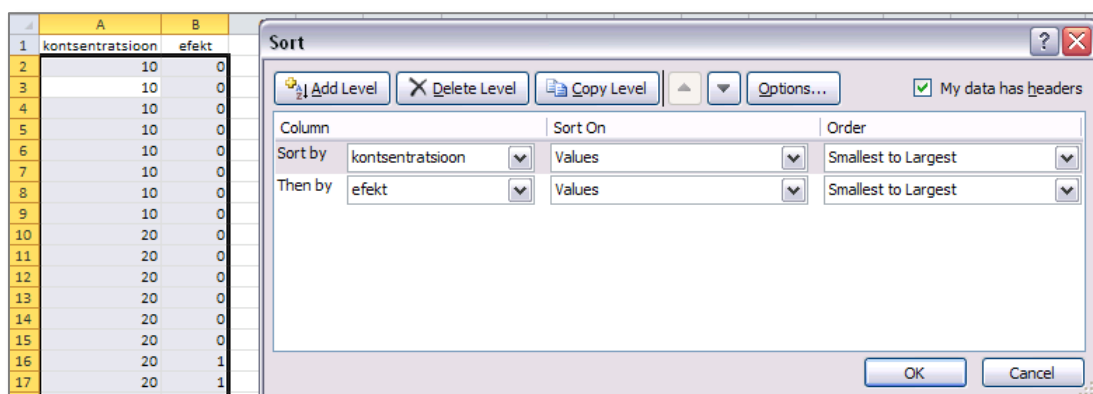 A B
1 kontsentratsioon efekt
2 10 0
3 10 0
4 10 0
5 10 0
6 10 0
7 10 0
8 10 0
9 10 0
10 20 0
11 20 0
12 20 0
13 20 0
14 20 0
15 20 0
16 20 1
17 20 1
Sort
Add Level Delete Level Copy Level Options... My data has headers
Column Sort On Order
Sort by kontsentratsioon Values Smallest to Largest
Then by efekt Values Smallest to Largest
OK Cancel